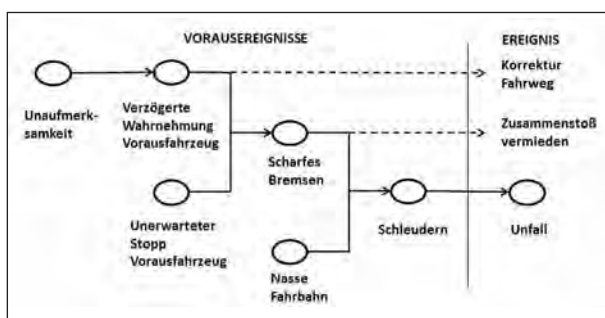 VORAUSEREIGNISSE
EREIGNIS
Korrektur
Fahrweg
Unaufmerk-
samkeit
Verzögerte
Wahrnehmung
Vorausfahrzeug
Zusammenstoß
vermieden
Scharfes
Bremsen
Unerwarteter
Stopp
Vorausfahrzeug
Schleudern
Unfall
Nasse
Fahrbahn